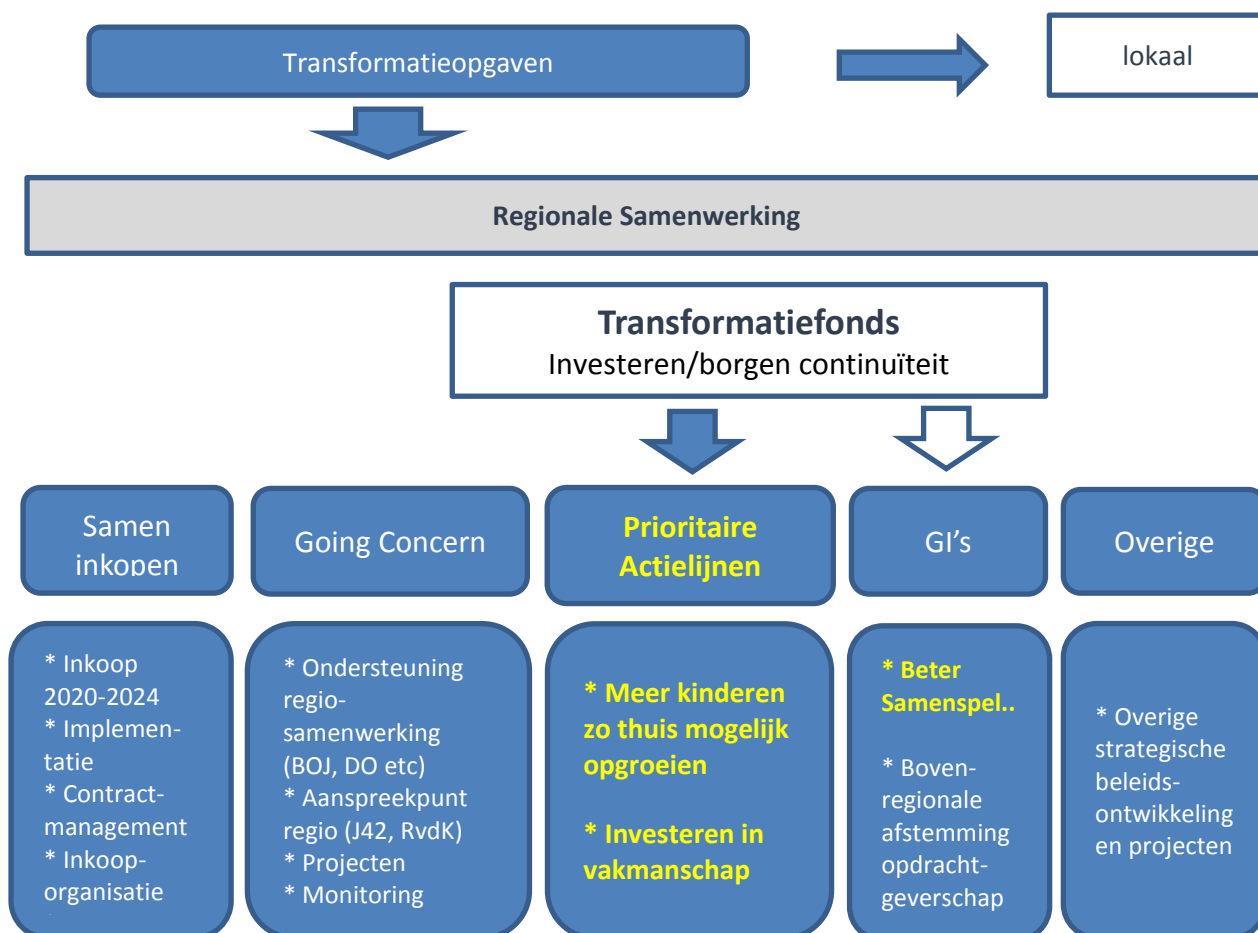 Transformatieopgaven
lokaal
Regionale Samenwerking
Transformatiefonds
Investeren/borgen continuïteit
Samen
inkopen
Going Concern
Prioritaire
Actielijnen
GI's
Overige
* Inkoop
2020-2024
* Implemen-
tatie
* Contract-
management
* Inkoop-
organisatie
* Ondersteuning
regio-
samenwerking
(BOJ, DO etc)
* Aanspreekpunt
regio (J42, RvdK)
* Projecten
* Monitoring
* Meer kinderen
zo thuis mogelijk
opgroeien
* Investeren in
vakmanschap
* Beter
Samenspel..
* Boven-
regionale
afstemming
opdracht-
geverschap
* Overige
strategische
beleids-
ontwikkeling
en projecten